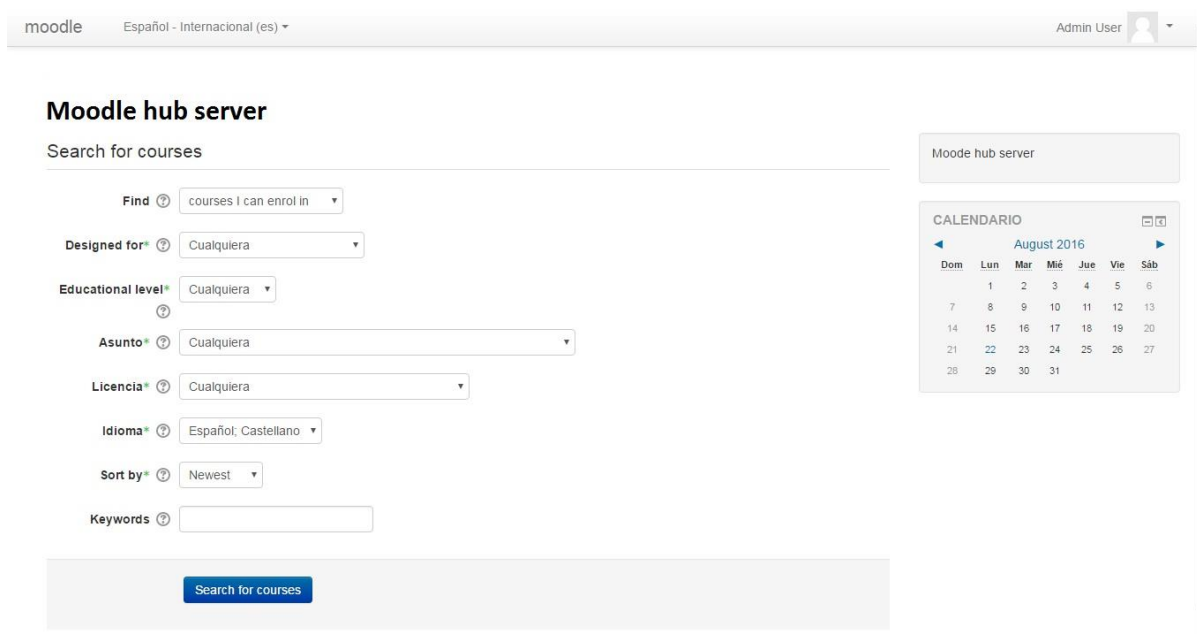 moodle Español - Internacional (es) Admin User
Moodle hub server
Search for courses
Find courses I can enrol in
Designed for* Cualquiera
Educational level* Cualquiera
Asunto* Cualquiera
Licencia* Cualquiera
Idioma* Español; Castellano
Sort by* Newest
Keywords
Search for courses
Moode hub server
CALENDARIO
August 2016
Dom Lun Mar Mié Jue Vie Sáb
1 2 3 4 5 6
7 8 9 10 11 12 13
14 15 16 17 18 19 20
21 22 23 24 25 26 27
28 29 30 31